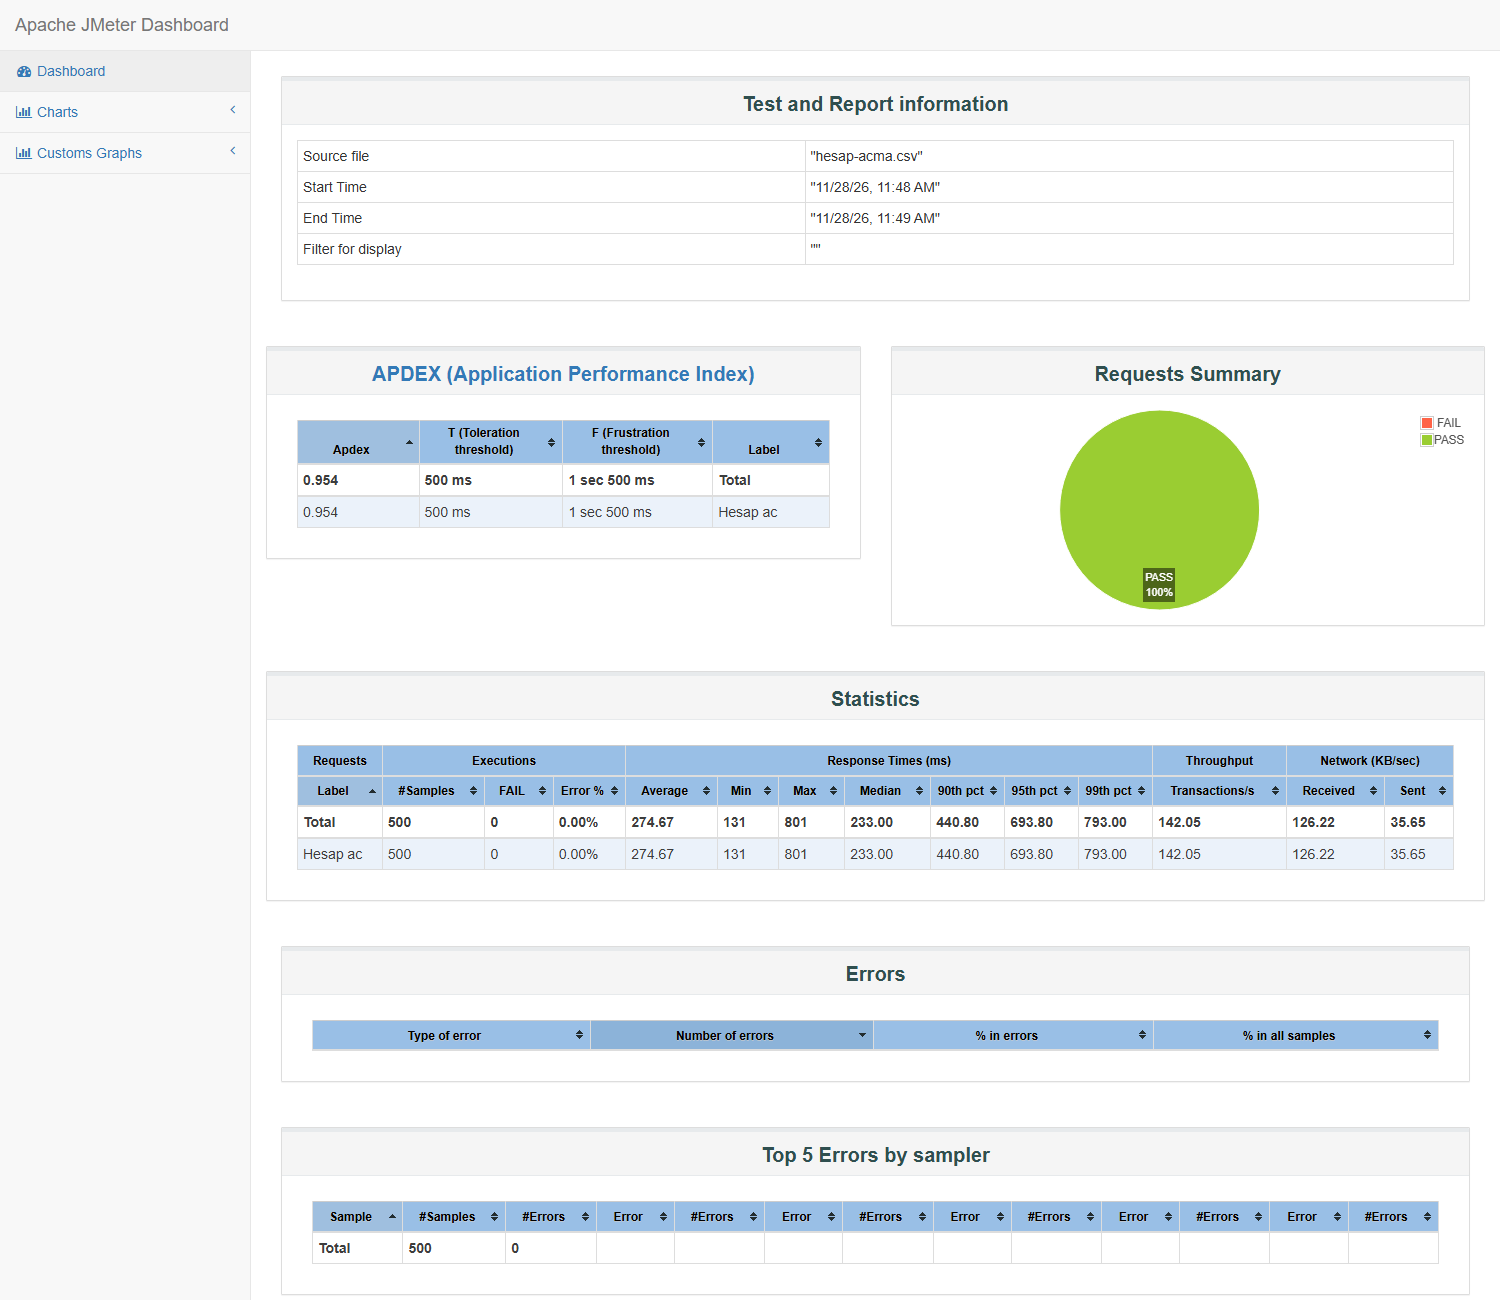 Apache JMeter Dashboard
Dashboard
Charts
Customs Graphs
Test and Report information
Source file "hesap-acma.csv"
Start Time "11/28/26, 11:48 AM"
End Time "11/28/26, 11:49 AM"
Filter for display ""
APDEX (Application Performance Index)
Apdex T (Toleration threshold) F (Frustration threshold) Label
0.954 500 ms 1 sec 500 ms Total
0.954 500 ms 1 sec 500 ms Hesap ac
Requests Summary
FAIL
PASS
PASS
100%
Statistics
Requests Executions Response Times (ms) Throughput Network (KB/sec)
Label #Samples FAIL Error % Average Min Max Median 90th pct 95th pct 99th pct Transactions/s Received Sent
Total 500 0 0.00% 274.67 131 801 233.00 440.80 693.80 793.00 142.05 126.22 35.65
Hesap ac 500 0 0.00% 274.67 131 801 233.00 440.80 693.80 793.00 142.05 126.22 35.65
Errors
Type of error Number of errors % in errors % in all samples
Top 5 Errors by sampler
Sample #Samples #Errors Error #Errors Error #Errors Error #Errors Error #Errors Error #Errors
Total 500 0